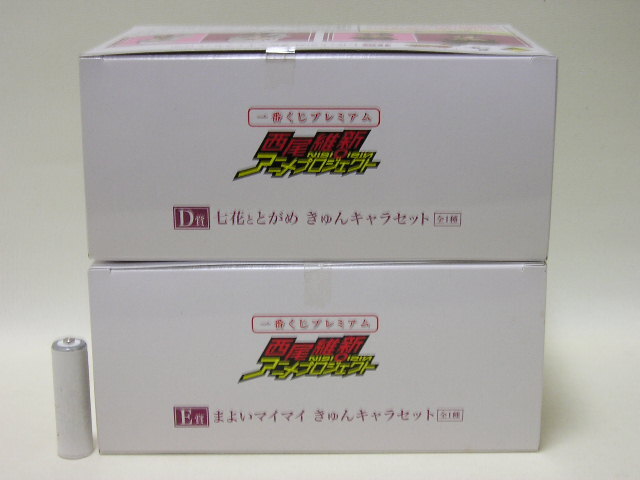 一番くじプレミアム
西尾維新
NISIOISIN
アニメプロジェクト
D賞 七花ととがめ きゅんキャラセット 全1種
一番くじプレミアム
西尾維新
NISIOISIN
アニメプロジェクト
E賞 まよいマイマイ きゅんキャラセット 全1種